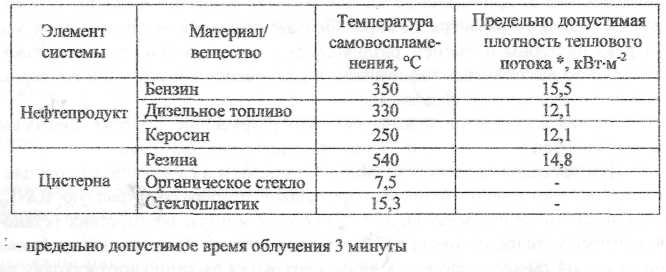 Элемент системы
Материал/ вещество
Температура самовоспламе- нения, °С
Предельно допустимая плотность теплового потока *, кВт·м⁻²
Нефтепродукт
Бензин 350 15,5
Дизельное топливо 330 12,1
Керосин 250 12,1
Цистерна
Резина 540 14,8
Органическое стекло 7,5 -
Стеклопластик 15,3 -
- предельно допустимое время облучения 3 минуты